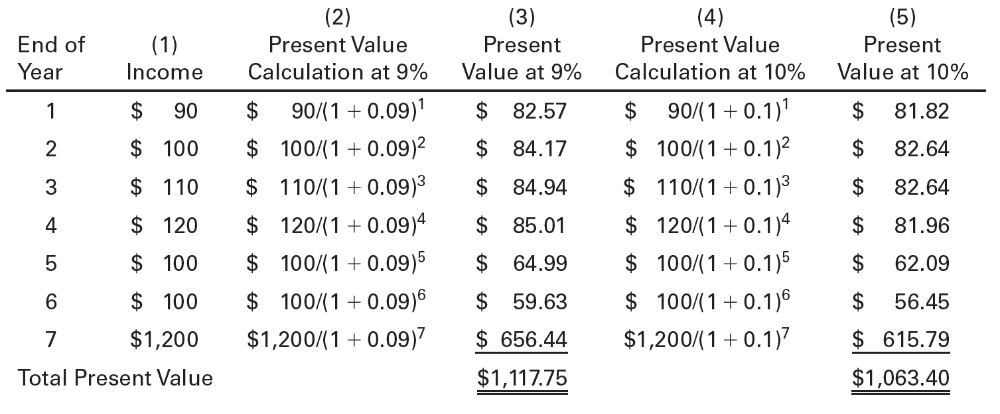 (2) (3) (4) (5)
End of (1) Present Value Present Present Value Present
Year Income Calculation at 9% Value at 9% Calculation at 10% Value at 10%
1 $ 90 $ 90/(1 + 0.09)¹ $ 82.57 $ 90/(1 + 0.1)¹ $ 81.82
2 $ 100 $ 100/(1 + 0.09)² $ 84.17 $ 100/(1 + 0.1)² $ 82.64
3 $ 110 $ 110/(1 + 0.09)³ $ 84.94 $ 110/(1 + 0.1)³ $ 82.64
4 $ 120 $ 120/(1 + 0.09)⁴ $ 85.01 $ 120/(1 + 0.1)⁴ $ 81.96
5 $ 100 $ 100/(1 + 0.09)⁵ $ 64.99 $ 100/(1 + 0.1)⁵ $ 62.09
6 $ 100 $ 100/(1 + 0.09)⁶ $ 59.63 $ 100/(1 + 0.1)⁶ $ 56.45
7 $1,200 $1,200/(1 + 0.09)⁷ $ 656.44 $1,200/(1 + 0.1)⁷ $ 615.79
Total Present Value $1,117.75 $1,063.40